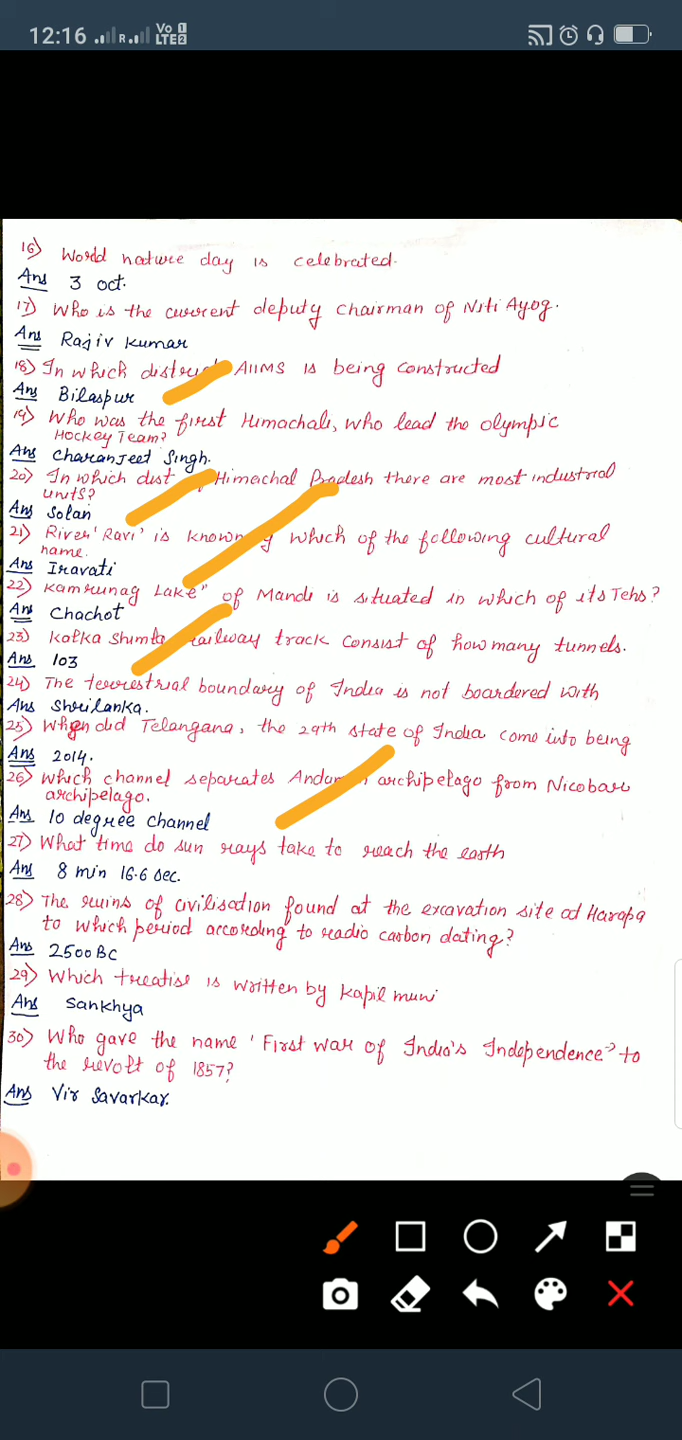 12:16 R Vo 1 LTE 2
16) World nature day is celebrated.
Ans 3 oct.
17) Who is the current deputy chairman of Niti Ayog.
Ans Rajiv Kumar
18) In which AIIMS is being constructed
Ans Bilaspur
19) Who was the first Himachali, who lead the olympic
Hockey Team?
Ans Charanjeet Singh.
20) In which dist Himachal Pradesh there are most industrial
units?
Ans Solan
21) River 'Ravi' is known which of the following cultural
name.
Ans Iravati
22) Kamrunag Lake" of Mandi is situated in which of its Tehs?
Ans Chachot
23) Kalka Shimla railway track consist of how many tunnels.
Ans 103
24) The terrestrial boundary of India is not boardered with
Ans Shrilanka.
25) When did Telangana, the 29th state of India come into being
Ans 2014.
26) Which channel separates archipelago from Nicobar
archipelago.
Ans 10 degree channel
27) What time do sun rays take to reach the earth
Ans 8 min 16.6 sec.
28) The ruins of civilisation found at the excavation site at Harapa
to which period according to radio carbon dating?
Ans 2500 BC
29) Which treatise is written by Kapil muni
Ans Sankhya
30) Who gave the name 'First war of India's Independence' to
the revolt of 1857?
Ans Vir Savarkar.